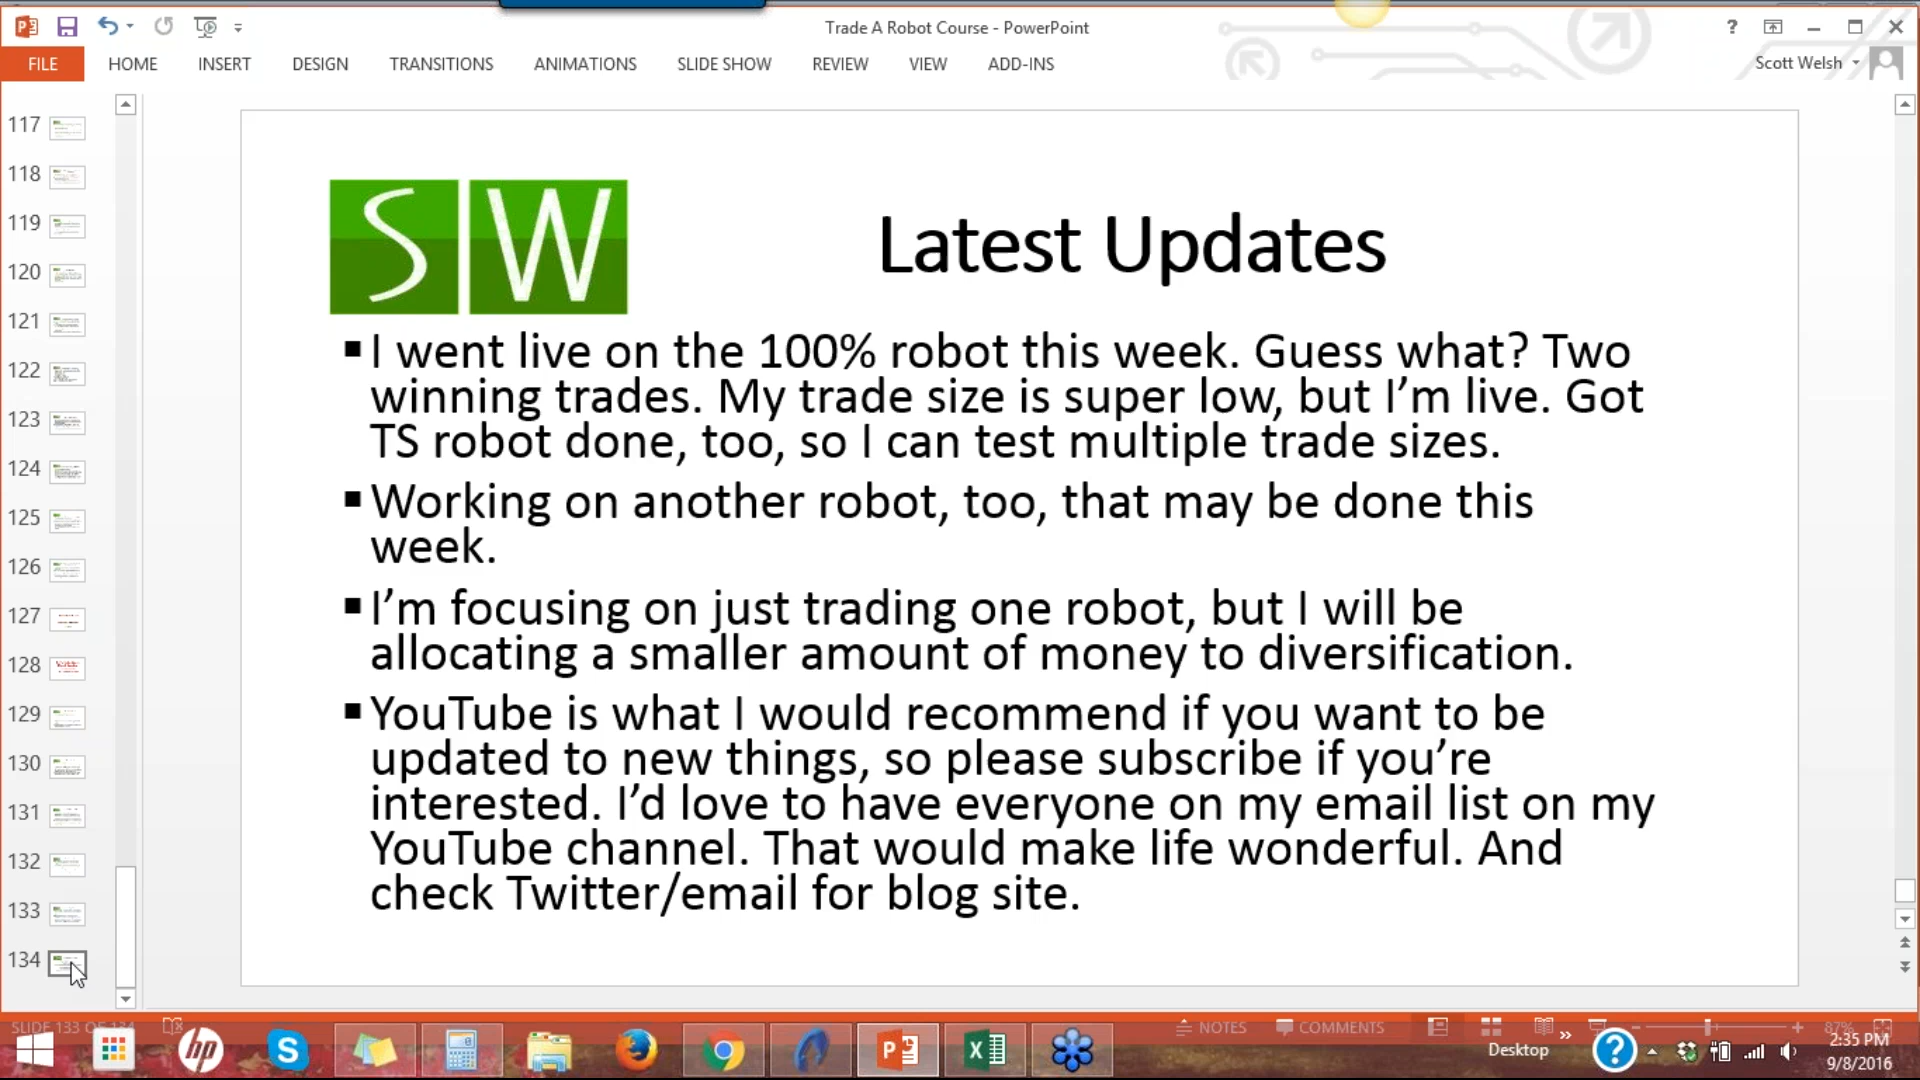 Trade A Robot Course - PowerPoint
?
FILE HOME INSERT DESIGN TRANSITIONS ANIMATIONS SLIDE SHOW REVIEW VIEW ADD-INS
Scott Welsh
117
118
119
120
121
122
123
124
125
126
127
128
129
130
131
132
133
134
SW
Latest Updates
▪I went live on the 100% robot this week. Guess what? Two
winning trades. My trade size is super low, but I’m live. Got
TS robot done, too, so I can test multiple trade sizes.
▪Working on another robot, too, that may be done this
week.
▪I’m focusing on just trading one robot, but I will be
allocating a smaller amount of money to diversification.
▪YouTube is what I would recommend if you want to be
updated to new things, so please subscribe if you’re
interested. I’d love to have everyone on my email list on my
YouTube channel. That would make life wonderful. And
check Twitter/email for blog site.
SLIDE 133 OF 134
NOTES COMMENTS 87%
hp
Desktop
2:35 PM
9/8/2016